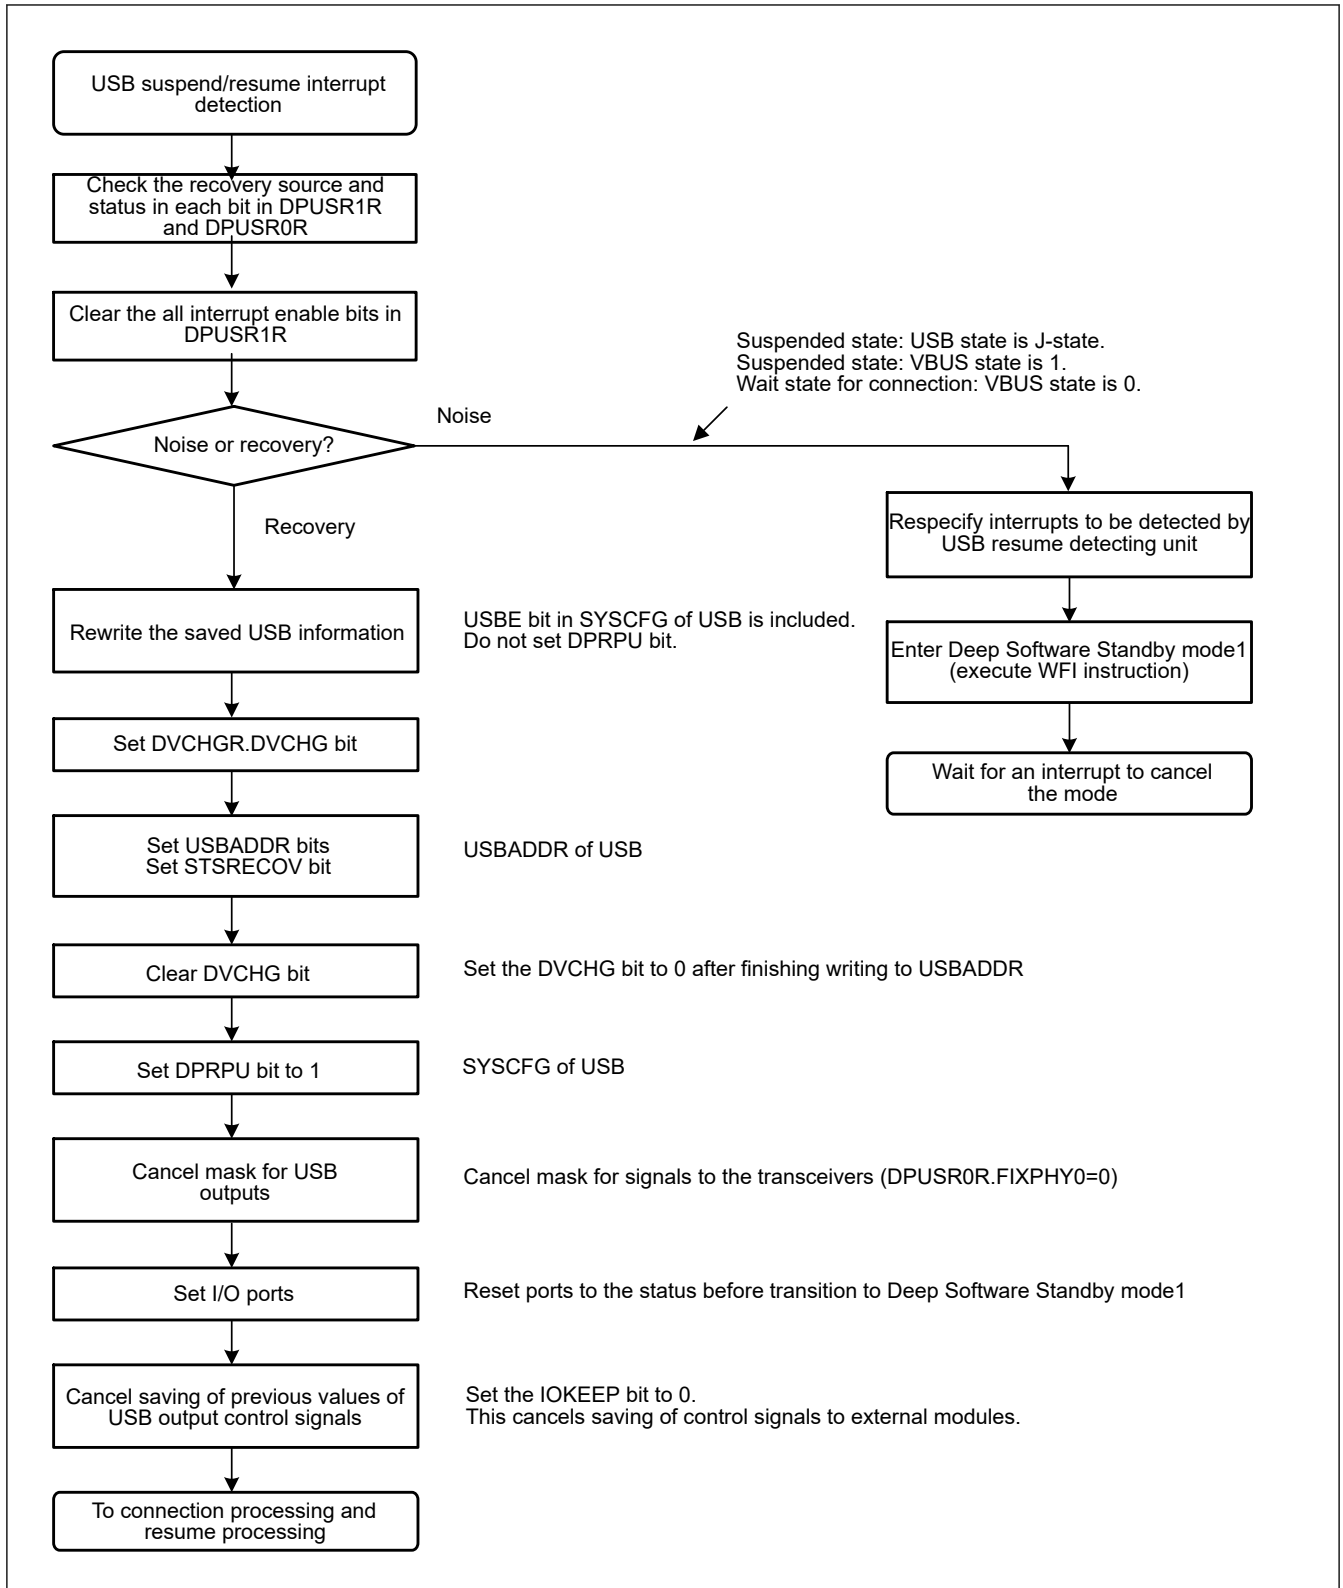 USB suspend/resume interrupt
detection
Check the recovery source and
status in each bit in DPUSR1R
and DPUSR0R
Clear the all interrupt enable bits in
DPUSR1R
Suspended state: USB state is J-state.
Suspended state: VBUS state is 1.
Wait state for connection: VBUS state is 0.
Noise
Noise or recovery?
Recovery
Respecify interrupts to be detected by
USB resume detecting unit
Enter Deep Software Standby mode1
(execute WFI instruction)
Wait for an interrupt to cancel
the mode
Rewrite the saved USB information
USBE bit in SYSCFG of USB is included.
Do not set DPRPU bit.
Set DVCHGR.DVCHG bit
Set USBADDR bits
Set STSRECOV bit
USBADDR of USB
Clear DVCHG bit
Set the DVCHG bit to 0 after finishing writing to USBADDR
Set DPRPU bit to 1
SYSCFG of USB
Cancel mask for USB
outputs
Cancel mask for signals to the transceivers (DPUSR0R.FIXPHY0=0)
Set I/O ports
Reset ports to the status before transition to Deep Software Standby mode1
Cancel saving of previous values of
USB output control signals
Set the IOKEEP bit to 0.
This cancels saving of control signals to external modules.
To connection processing and
resume processing